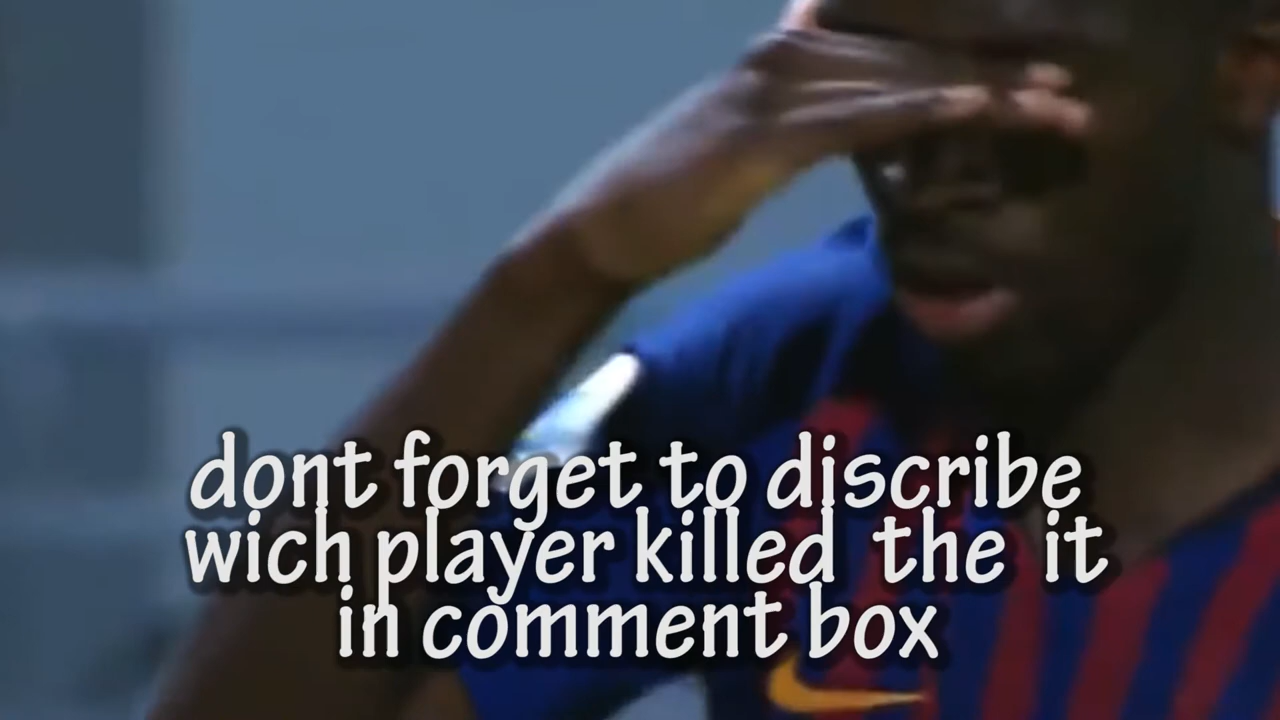 dont forget to discribe
wich player killed the it
in comment box